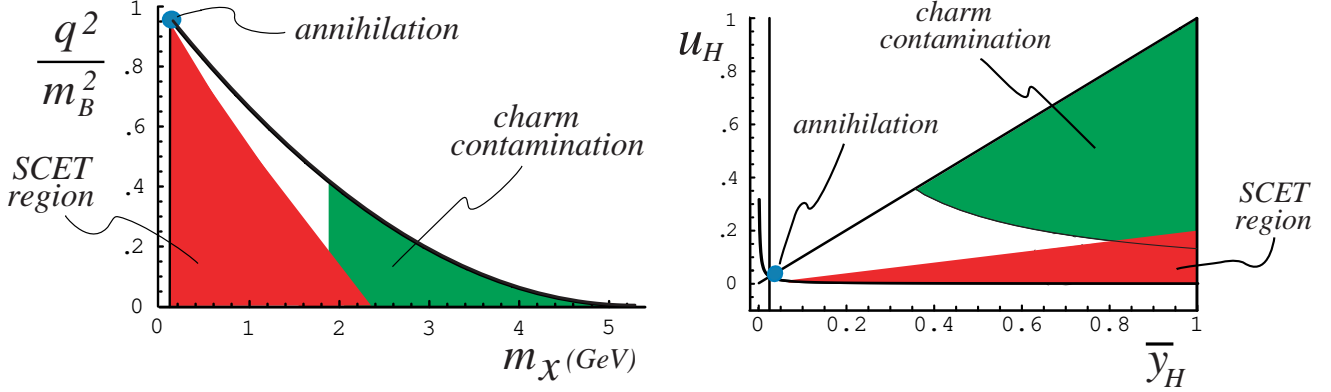 q²
m_B²
1
.8
.6
.4
.2
0
annihilation
charm
contamination
SCET
region
0 1 2 3 4 5
m_X (GeV)
u_H
1
.8
.6
.4
.2
0
charm
contamination
annihilation
SCET
region
0 0.2 0.4 0.6 0.8 1
y̅_H